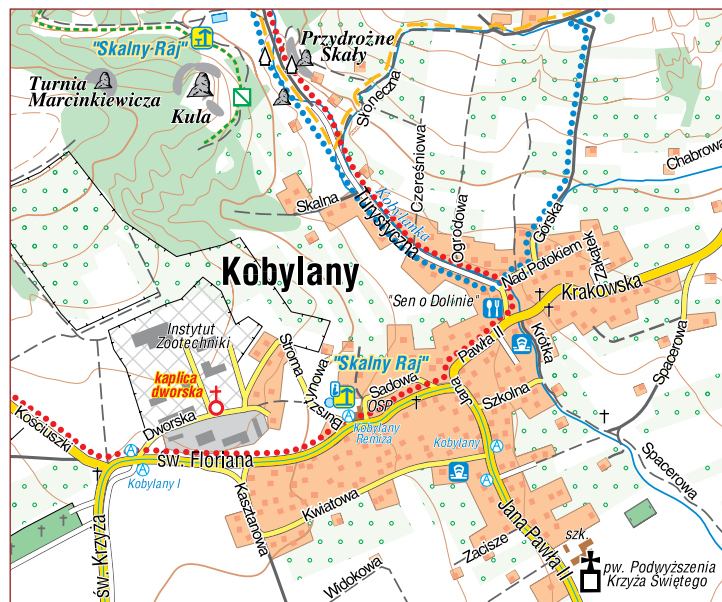 "Skalny Raj"
Przydrożne
Skały
Turnia
Marcinkiewicza
Kula
Słoneczna
Czereśniowa
Chabrowa
Skalna
Kobylanka
Turystyczna
Ogrodowa
Górska
Nad Potokiem
Zakątek
Kobylany
"Sen o Dolinie"
Krakowska
Instytut
Zootechniki
Stroma
Bursztynowa
"Skalny Raj"
Pawła II
Krótka
Spacerowa
kaplica
dworska
Sadowa
OSP
Jana
Szkolna
Kościuszki
Dworska
Kobylany
Remiza
Kobylany
św. Floriana
Spacerowa
Kobylany I
Kasztanowa
Kwiatowa
Jana Pawła II
św. Krzyża
Zacisze
szk.
Widokowa
pw. Podwyższenia
Krzyża Świętego